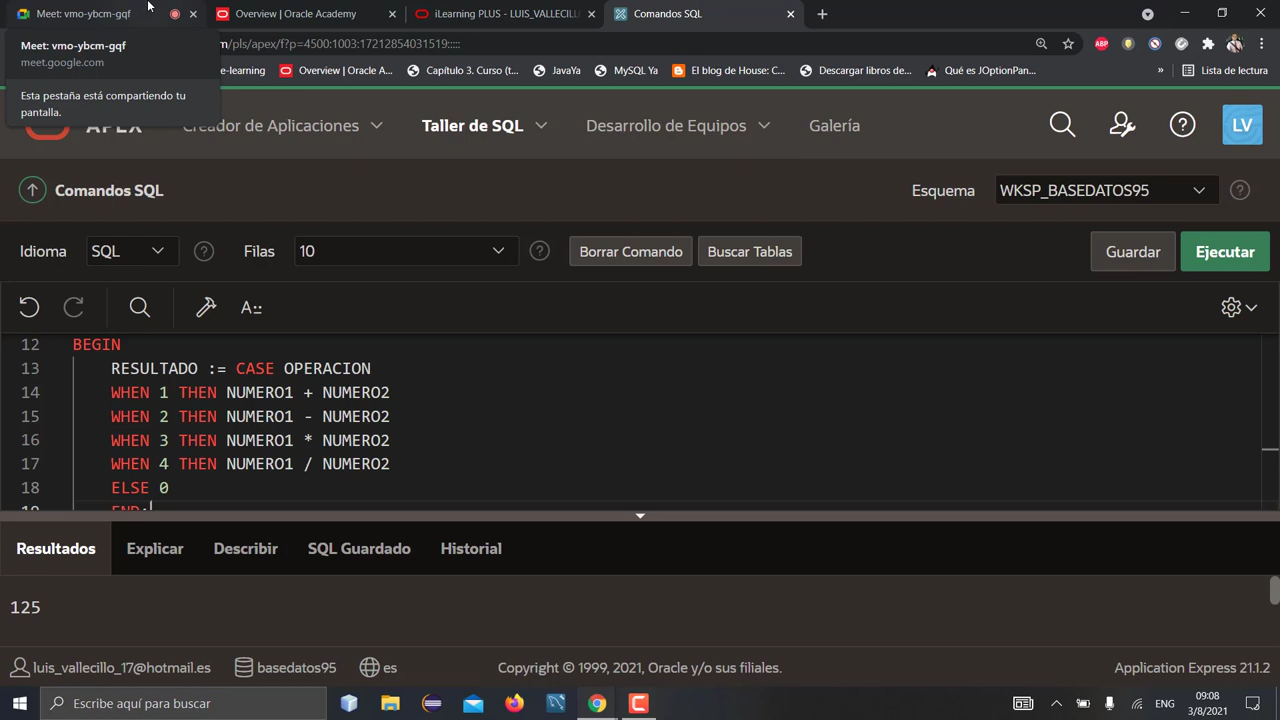 Meet: vmo-ybcm-gqf
Overview | Oracle Academy
iLearning PLUS - LUIS_VALLECILL
Comandos SQL
Meet: vmo-ybcm-gqf
meet.google.com
Esta pestaña está compartiendo tu
pantalla.
m/pls/apex/f?p=4500:1003:17212854031519:::::
ABP
e-learning
Overview | Oracle A...
Capítulo 3. Curso (t...
JavaYa
MySQL Ya
El blog de House: C...
Descargar libros de...
Qué es JOptionPan...
»
Lista de lectura
APEX
Creador de Aplicaciones
Taller de SQL
Desarrollo de Equipos
Galería
LV
Comandos SQL
Esquema
WKSP_BASEDATOS95
Idioma
SQL
Filas
10
Borrar Comando
Buscar Tablas
Guardar
Ejecutar
A::
12 BEGIN
13 RESULTADO := CASE OPERACION
14 WHEN 1 THEN NUMERO1 + NUMERO2
15 WHEN 2 THEN NUMERO1 - NUMERO2
16 WHEN 3 THEN NUMERO1 * NUMERO2
17 WHEN 4 THEN NUMERO1 / NUMERO2
18 ELSE 0
19 END;
Resultados
Explicar
Describir
SQL Guardado
Historial
125
luis_vallecillo_17@hotmail.es
basedatos95
es
Copyright © 1999, 2021, Oracle y/o sus filiales.
Application Express 21.1.2
Escribe aquí para buscar
ESP
09:08
3/8/2021